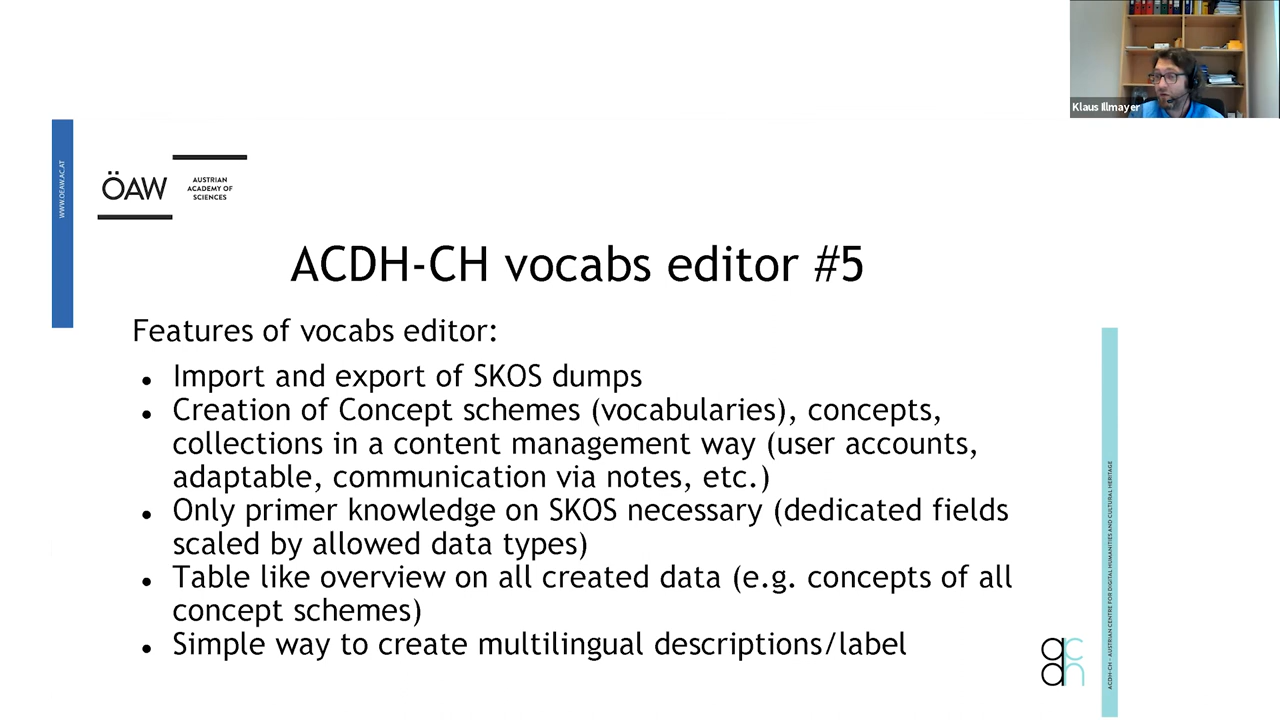 Klaus Illmayer
WWW.OEAW.AC.AT
ÖAW
AUSTRIAN
ACADEMY OF
SCIENCES
ACDH-CH vocabs editor #5
Features of vocabs editor:
• Import and export of SKOS dumps
• Creation of Concept schemes (vocabularies), concepts,
collections in a content management way (user accounts,
adaptable, communication via notes, etc.)
• Only primer knowledge on SKOS necessary (dedicated fields
scaled by allowed data types)
• Table like overview on all created data (e.g. concepts of all
concept schemes)
• Simple way to create multilingual descriptions/label
ac
dh
ACDH-CH – AUSTRIAN CENTRE FOR DIGITAL HUMANITIES AND CULTURAL HERITAGE